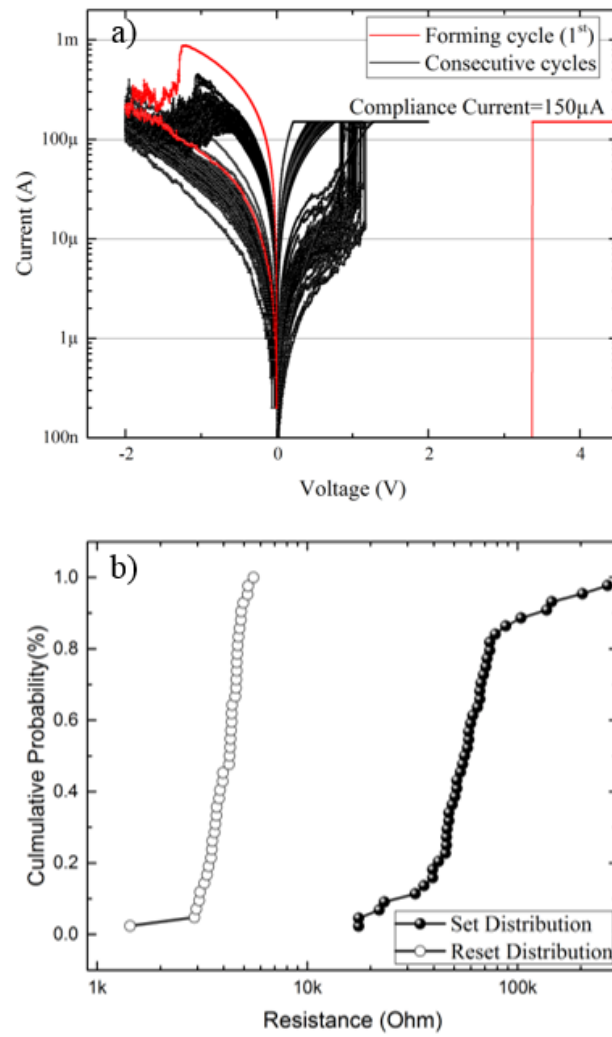 a)
Forming cycle (1st)
Consecutive cycles
Compliance Current=150μA
1m
100μ
10μ
1μ
100n
Current (A)
-2 0 2 4
Voltage (V)
b)
1.0
0.8
0.6
0.4
0.2
0.0
Culmulative Probability(%)
Set Distribution
Reset Distribution
1k 10k 100k
Resistance (Ohm)